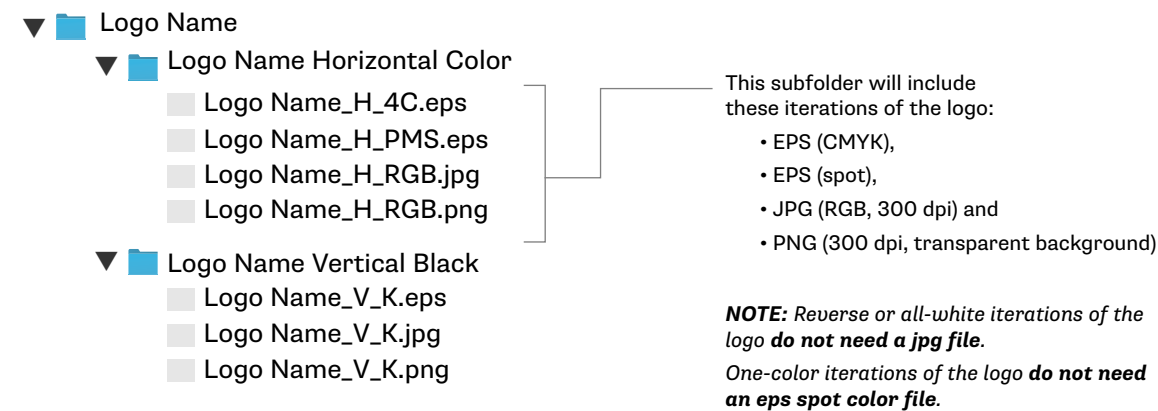 Logo Name
Logo Name Horizontal Color
Logo Name_H_4C.eps
Logo Name_H_PMS.eps
Logo Name_H_RGB.jpg
Logo Name_H_RGB.png
Logo Name Vertical Black
Logo Name_V_K.eps
Logo Name_V_K.jpg
Logo Name_V_K.png
This subfolder will include
these iterations of the logo:
• EPS (CMYK),
• EPS (spot),
• JPG (RGB, 300 dpi) and
• PNG (300 dpi, transparent background)
NOTE: Reverse or all-white iterations of the
logo do not need a jpg file.
One-color iterations of the logo do not need
an eps spot color file.